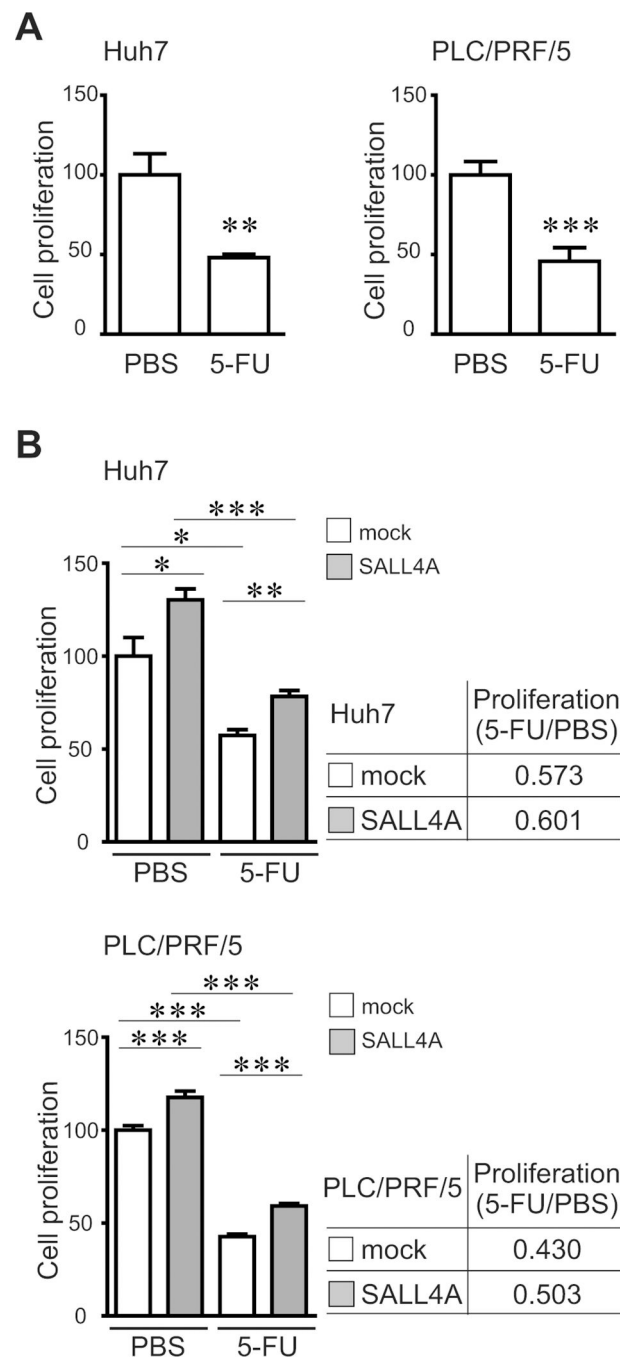 A
Huh7
PLC/PRF/5
Cell proliferation
150
100
50
0
**
PBS 5-FU
Cell proliferation
150
100
50
0
***
PBS 5-FU
B
Huh7
***
*
*
**
mock
SALL4A
Cell proliferation
150
100
50
0
PBS 5-FU
Huh7 Proliferation
(5-FU/PBS)
mock 0.573
SALL4A 0.601
PLC/PRF/5
***
***
***
***
mock
SALL4A
Cell proliferation
150
100
50
0
PBS 5-FU
PLC/PRF/5 Proliferation
(5-FU/PBS)
mock 0.430
SALL4A 0.503